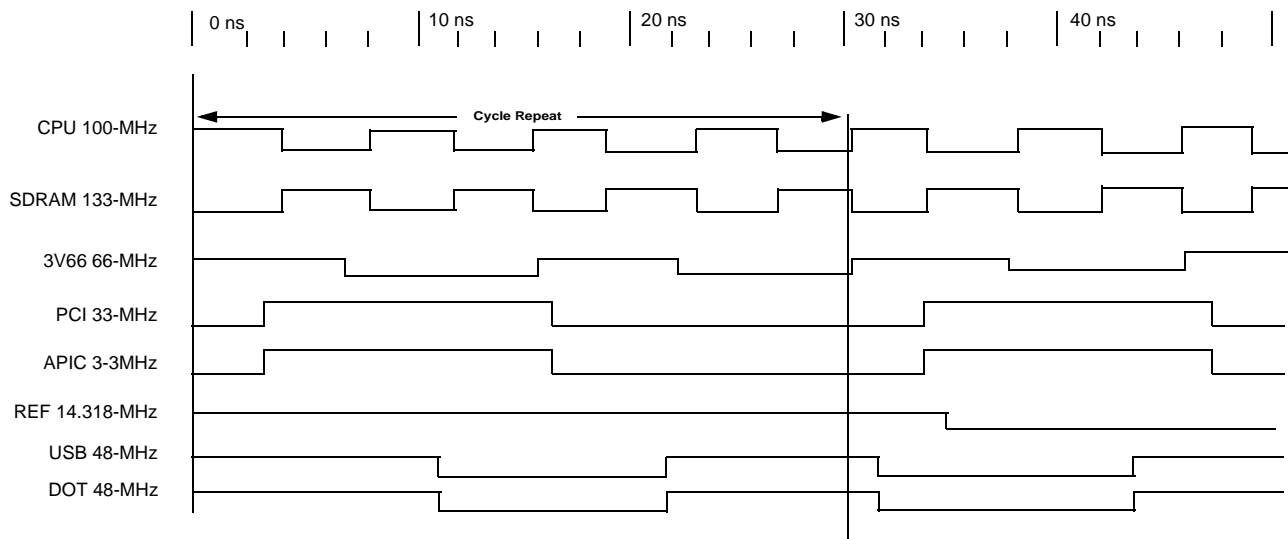 0 ns 10 ns 20 ns 30 ns 40 ns
Cycle Repeat
CPU 100-MHz
SDRAM 133-MHz
3V66 66-MHz
PCI 33-MHz
APIC 3-3MHz
REF 14.318-MHz
USB 48-MHz
DOT 48-MHz